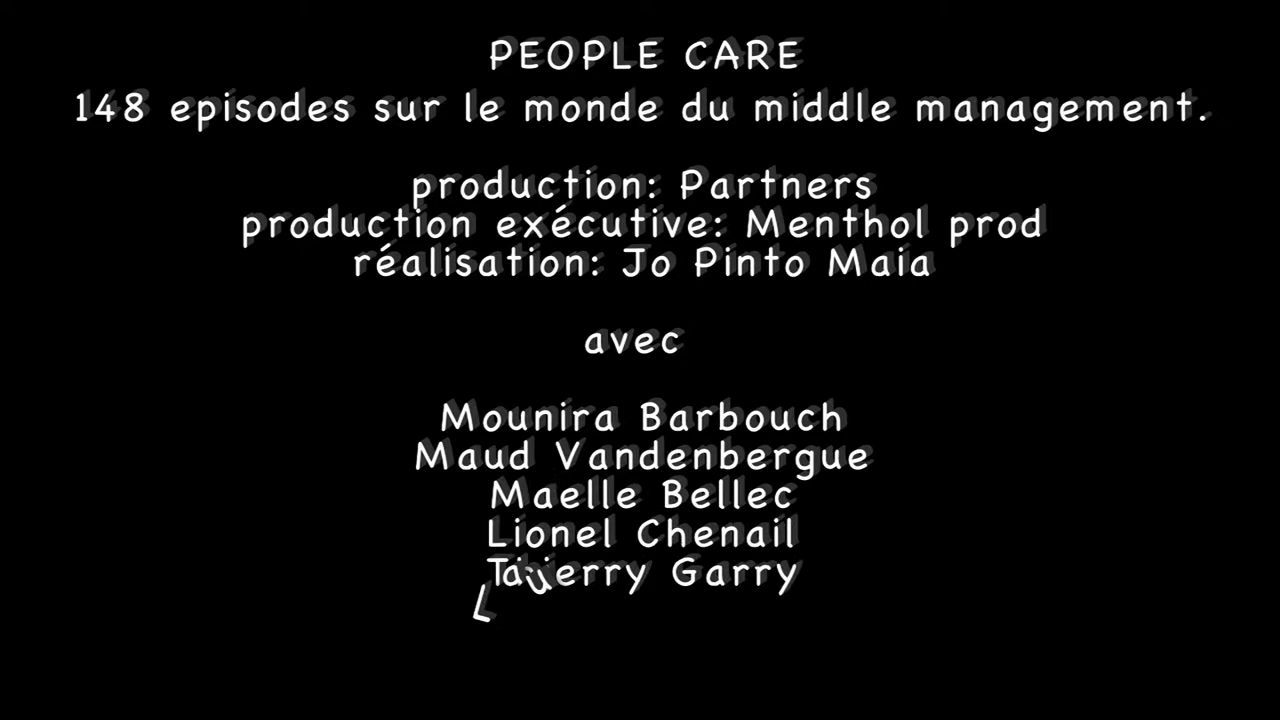 PEOPLE CARE
148 episodes sur le monde du middle management.
production: Partners
production exécutive: Menthol prod
réalisation: Jo Pinto Maia
avec
Mounira Barbouch
Maud Vandenbergue
Maelle Bellec
Lionel Chenail
Thierry Garry